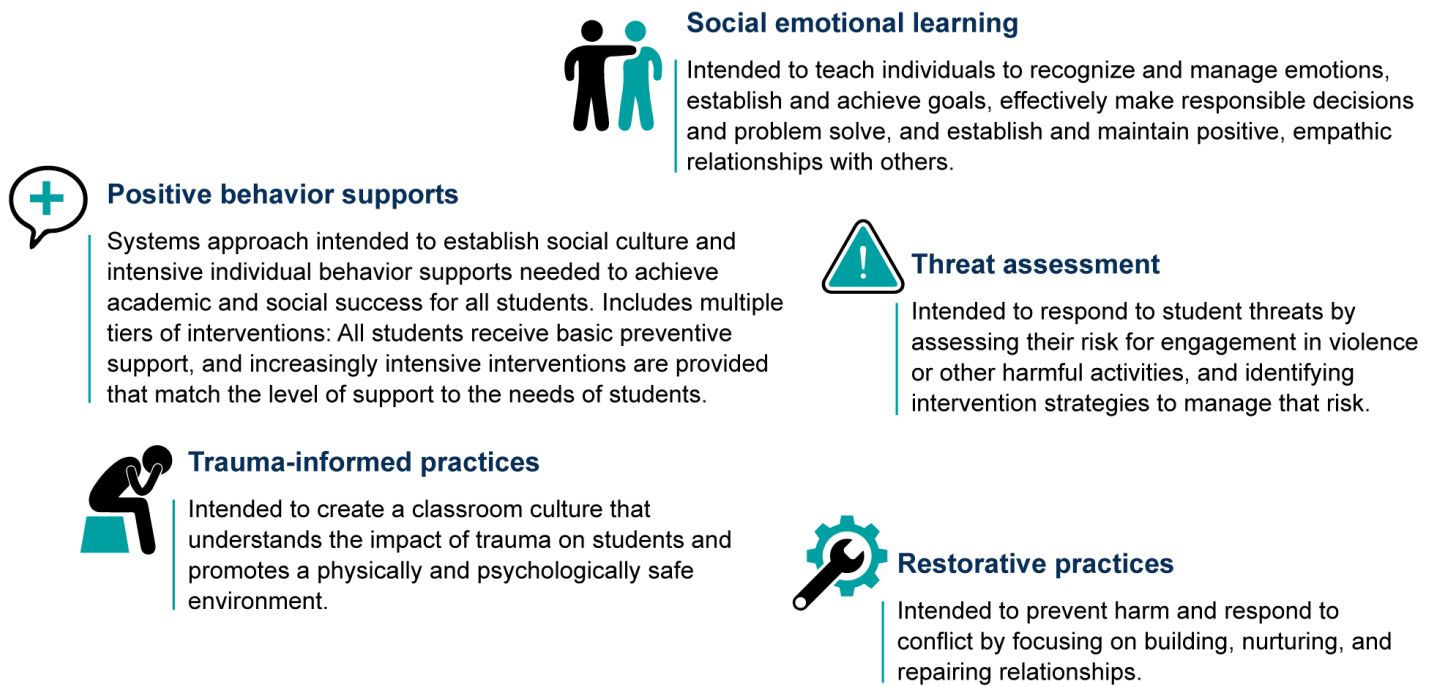 Social emotional learning
Intended to teach individuals to recognize and manage emotions,
establish and achieve goals, effectively make responsible decisions
and problem solve, and establish and maintain positive, empathic
relationships with others.
Positive behavior supports
Systems approach intended to establish social culture and
intensive individual behavior supports needed to achieve
academic and social success for all students. Includes multiple
tiers of interventions: All students receive basic preventive
support, and increasingly intensive interventions are provided
that match the level of support to the needs of students.
Threat assessment
Intended to respond to student threats by
assessing their risk for engagement in violence
or other harmful activities, and identifying
intervention strategies to manage that risk.
Trauma-informed practices
Intended to create a classroom culture that
understands the impact of trauma on students and
promotes a physically and psychologically safe
environment.
Restorative practices
Intended to prevent harm and respond to
conflict by focusing on building, nurturing, and
repairing relationships.